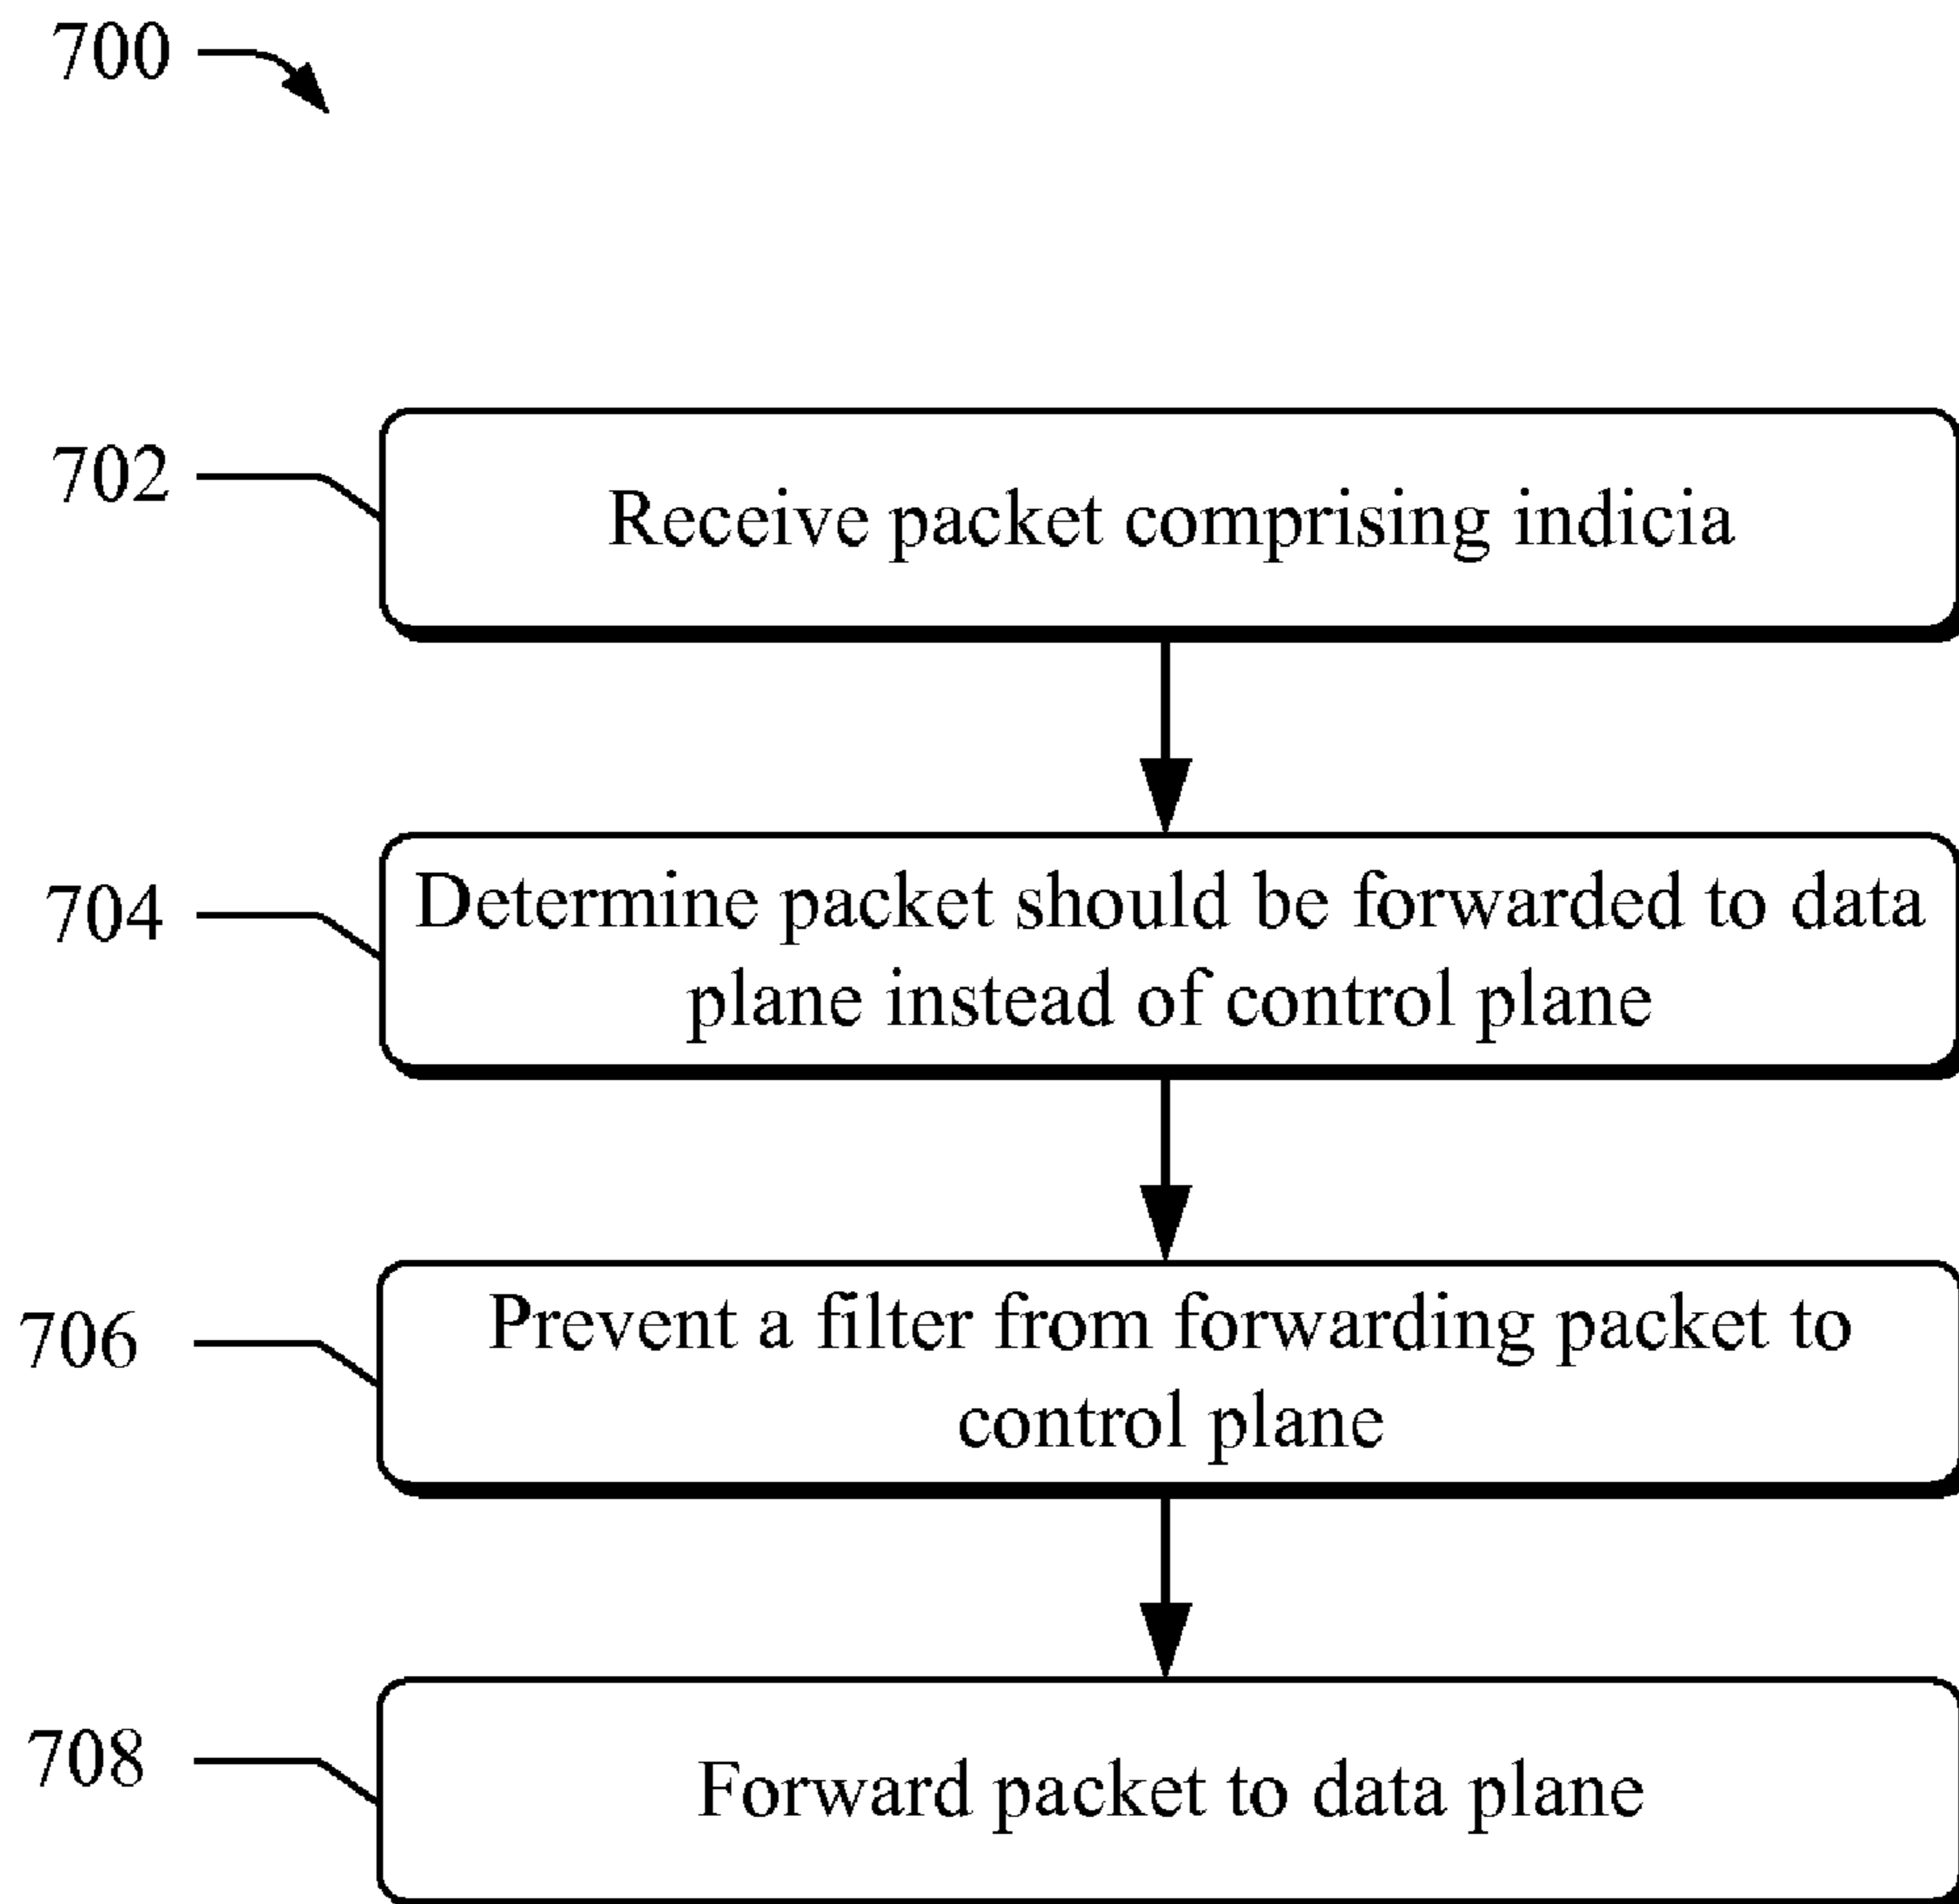 700
702
Receive packet comprising indicia
704
Determine packet should be forwarded to data
plane instead of control plane
706
Prevent a filter from forwarding packet to
control plane
708
Forward packet to data plane